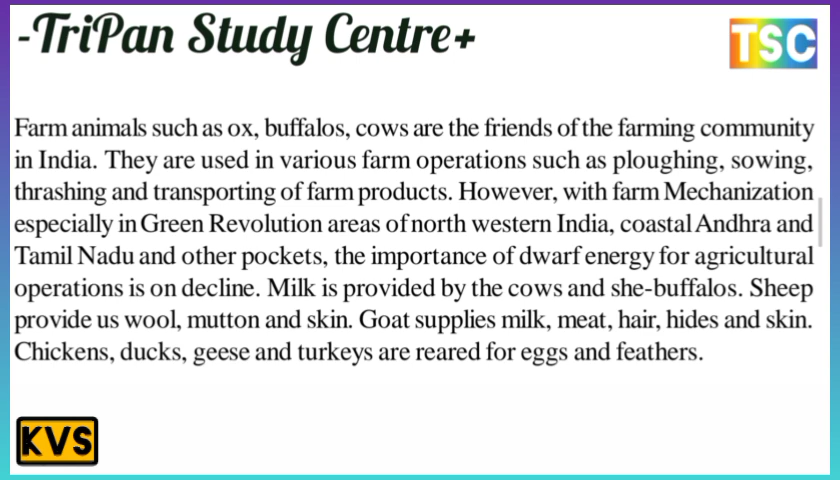 -TriPan Study Centre+
TSC
Farm animals such as ox, buffalos, cows are the friends of the farming community
in India. They are used in various farm operations such as ploughing, sowing,
thrashing and transporting of farm products. However, with farm Mechanization
especially in Green Revolution areas of north western India, coastal Andhra and
Tamil Nadu and other pockets, the importance of dwarf energy for agricultural
operations is on decline. Milk is provided by the cows and she-buffalos. Sheep
provide us wool, mutton and skin. Goat supplies milk, meat, hair, hides and skin.
Chickens, ducks, geese and turkeys are reared for eggs and feathers.
KVS